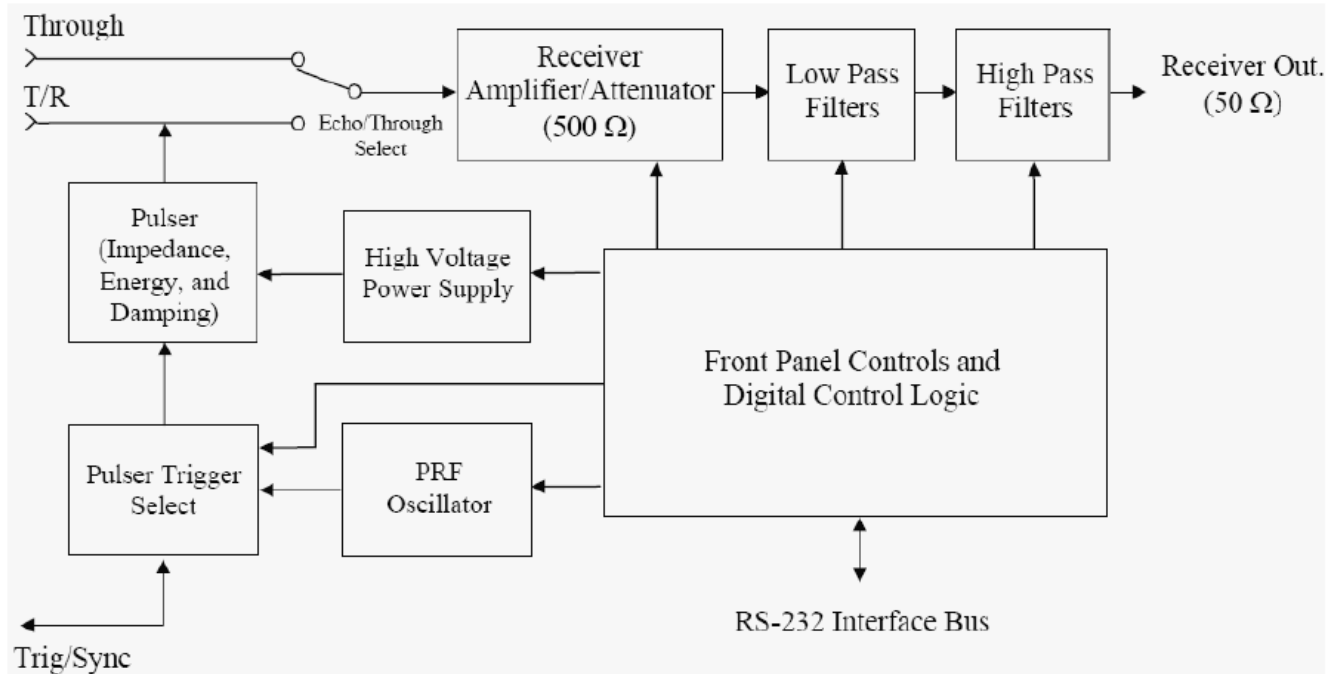 Through
T/R
Echo/Through
Select
Receiver
Amplifier/Attenuator
(500 Ω)
Low Pass
Filters
High Pass
Filters
Receiver Out.
(50 Ω)
Pulser
(Impedance,
Energy, and
Damping)
High Voltage
Power Supply
Front Panel Controls and
Digital Control Logic
Pulser Trigger
Select
PRF
Oscillator
RS-232 Interface Bus
Trig/Sync